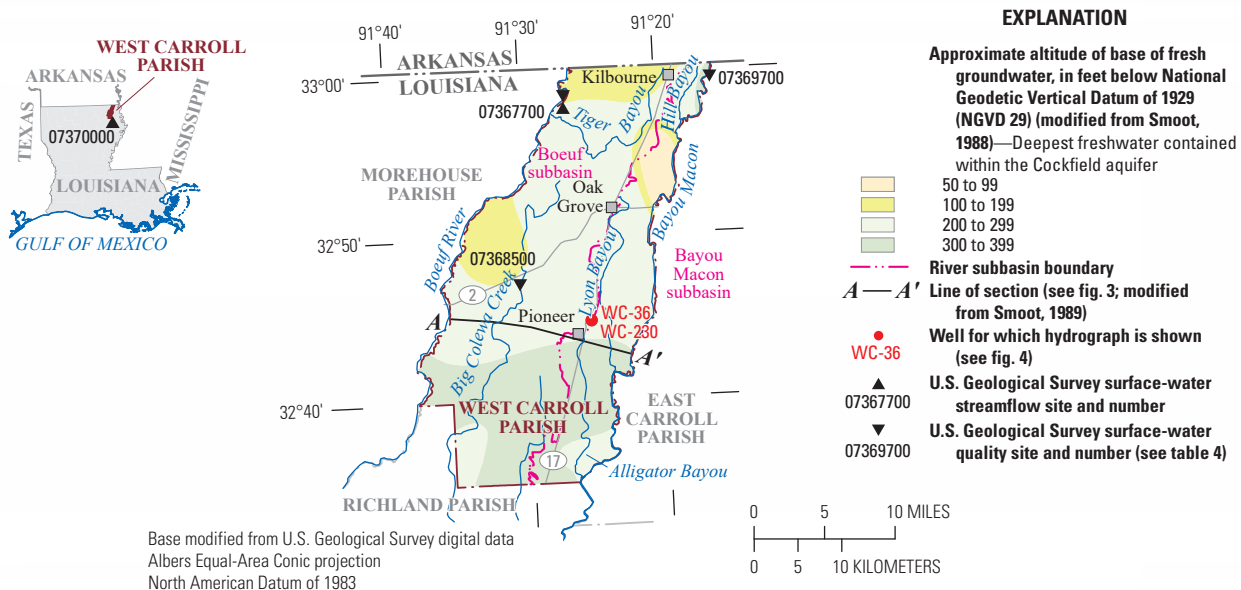 WEST CARROLL
PARISH
ARKANSAS
TEXAS
MISSISSIPPI
07370000
LOUISIANA
GULF OF MEXICO
91°40'
91°30'
91°20'
33°00'
32°50'
32°40'
ARKANSAS
LOUISIANA
Kilbourne
07369700
07367700
Tiger
Bayou
Hill Bayou
Boeuf
subbasin
MOREHOUSE
PARISH
Oak
Grove
Bayou Macon
Boeuf River
07368500
Lyon Bayou
Bayou
Macon
subbasin
2
Big Colewa Creek
Pioneer
WC-36
WC-230
A
A'
WEST CARROLL
PARISH
EAST
CARROLL
PARISH
17
Alligator Bayou
RICHLAND PARISH
Base modified from U.S. Geological Survey digital data
Albers Equal-Area Conic projection
North American Datum of 1983
EXPLANATION
Approximate altitude of base of fresh
groundwater, in feet below National
Geodetic Vertical Datum of 1929
(NGVD 29) (modified from Smoot,
1988)—Deepest freshwater contained
within the Cockfield aquifer
50 to 99
100 to 199
200 to 299
300 to 399
River subbasin boundary
A — A' Line of section (see fig. 3; modified
from Smoot, 1989)
Well for which hydrograph is shown
WC-36 (see fig. 4)
U.S. Geological Survey surface-water
07367700 streamflow site and number
U.S. Geological Survey surface-water
07369700 quality site and number (see table 4)
0 5 10 MILES
0 5 10 KILOMETERS